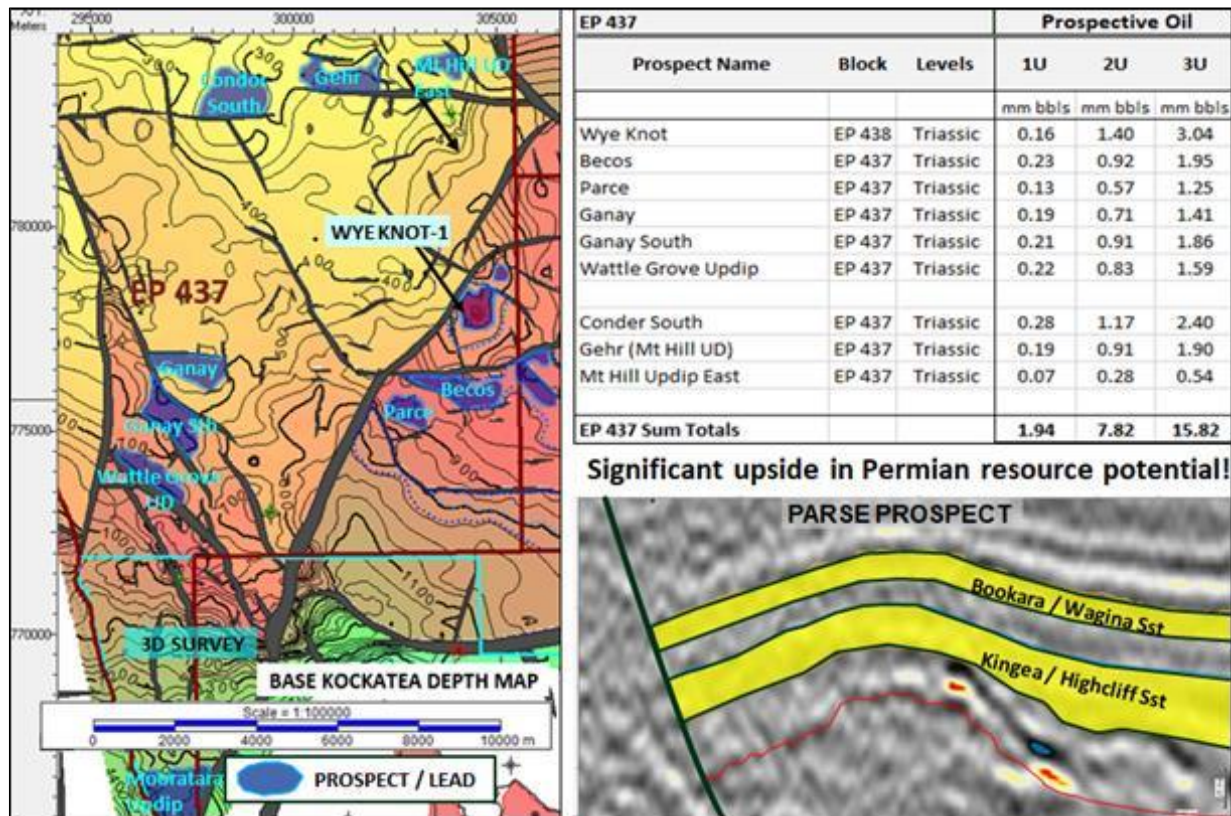 Meters
295000 300000 305000
300
Condor
South
Gehr
Mt Hill UD
East
780000
400
WYE KNOT-1
400
EP 437
Ganay
Becos
Parce
775000
Ganay Sth
700
900
Wattle Grove
UD
1000
1100
770000
3D SURVEY
BASE KOCKATEA DEPTH MAP
Scale = 1:100000
0 2000 4000 6000 8000 10000 m
PROSPECT / LEAD
Mooratara
Updip
EP 437 Prospective Oil
Prospect Name Block Levels 1U 2U 3U
mm bbls mm bbls mm bbls
Wye Knot EP 438 Triassic 0.16 1.40 3.04
Becos EP 437 Triassic 0.23 0.92 1.95
Parce EP 437 Triassic 0.13 0.57 1.25
Ganay EP 437 Triassic 0.19 0.71 1.41
Ganay South EP 437 Triassic 0.21 0.91 1.86
Wattle Grove Updip EP 437 Triassic 0.22 0.83 1.59
Conder South EP 437 Triassic 0.28 1.17 2.40
Gehr (Mt Hill UD) EP 437 Triassic 0.19 0.91 1.90
Mt Hill Updip East EP 437 Triassic 0.07 0.28 0.54
EP 437 Sum Totals 1.94 7.82 15.82
Significant upside in Permian resource potential!
PARSE PROSPECT
Bookara / Wagina Sst
Kingea / Highcliff Sst